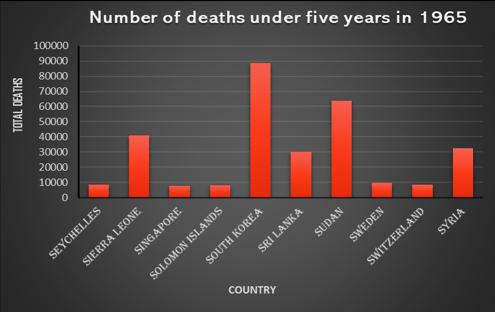 Number of deaths under five years in 1965
TOTAL DEATHS
100000
90000
80000
70000
60000
50000
40000
30000
20000
10000
0
SEYCHELLES
SIERRA LEONE
SINGAPORE
SOLOMON ISLANDS
SOUTH KOREA
SRI LANKA
SUDAN
SWEDEN
SWITZERLAND
SYRIA
COUNTRY